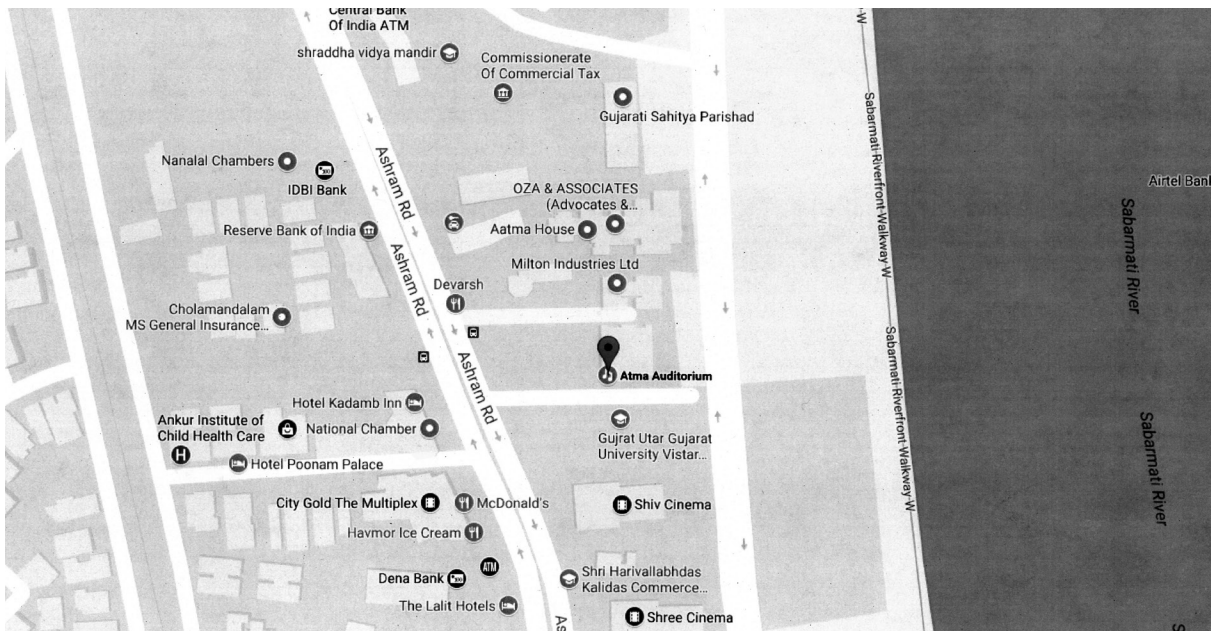 Central Bank
Of India ATM
shraddha vidya mandir
Commissionerate
Of Commercial Tax
Gujarati Sahitya Parishad
Nanalal Chambers
IDBI Bank
Ashram Rd
OZA & ASSOCIATES
(Advocates &...
Aatma House
Reserve Bank of India
Ashram Rd
Milton Industries Ltd
Devarsh
Cholamandalam
MS General Insurance...
Ashram Rd
Atma Auditorium
Hotel Kadamb Inn
Ankur Institute of
Child Health Care
H
National Chamber
Gujrat Utar Gujarat
University Vistar...
Hotel Poonam Palace
City Gold The Multiplex
McDonald's
Shiv Cinema
Havmor Ice Cream
ATM
Dena Bank
Shri Harivallabhdas
Kalidas Commerce...
The Lalit Hotels
Shree Cinema
As
W
Sabarmati Riverfront Walkway W
Sabarmati Riverfront Walkway W
Airtel Bank
Sabarmati River
Sabarmati River
S